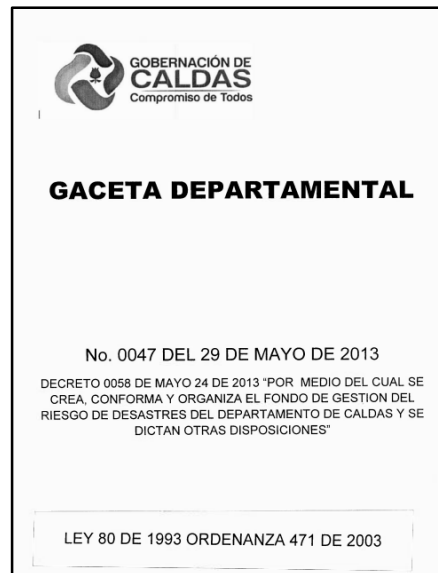 GOBERNACIÓN DE
CALDAS
Compromiso de Todos
GACETA DEPARTAMENTAL
No. 0047 DEL 29 DE MAYO DE 2013
DECRETO 0058 DE MAYO 24 DE 2013 "POR MEDIO DEL CUAL SE
CREA, CONFORMA Y ORGANIZA EL FONDO DE GESTION DEL
RIESGO DE DESASTRES DEL DEPARTAMENTO DE CALDAS Y SE
DICTAN OTRAS DISPOSICIONES"
LEY 80 DE 1993 ORDENANZA 471 DE 2003